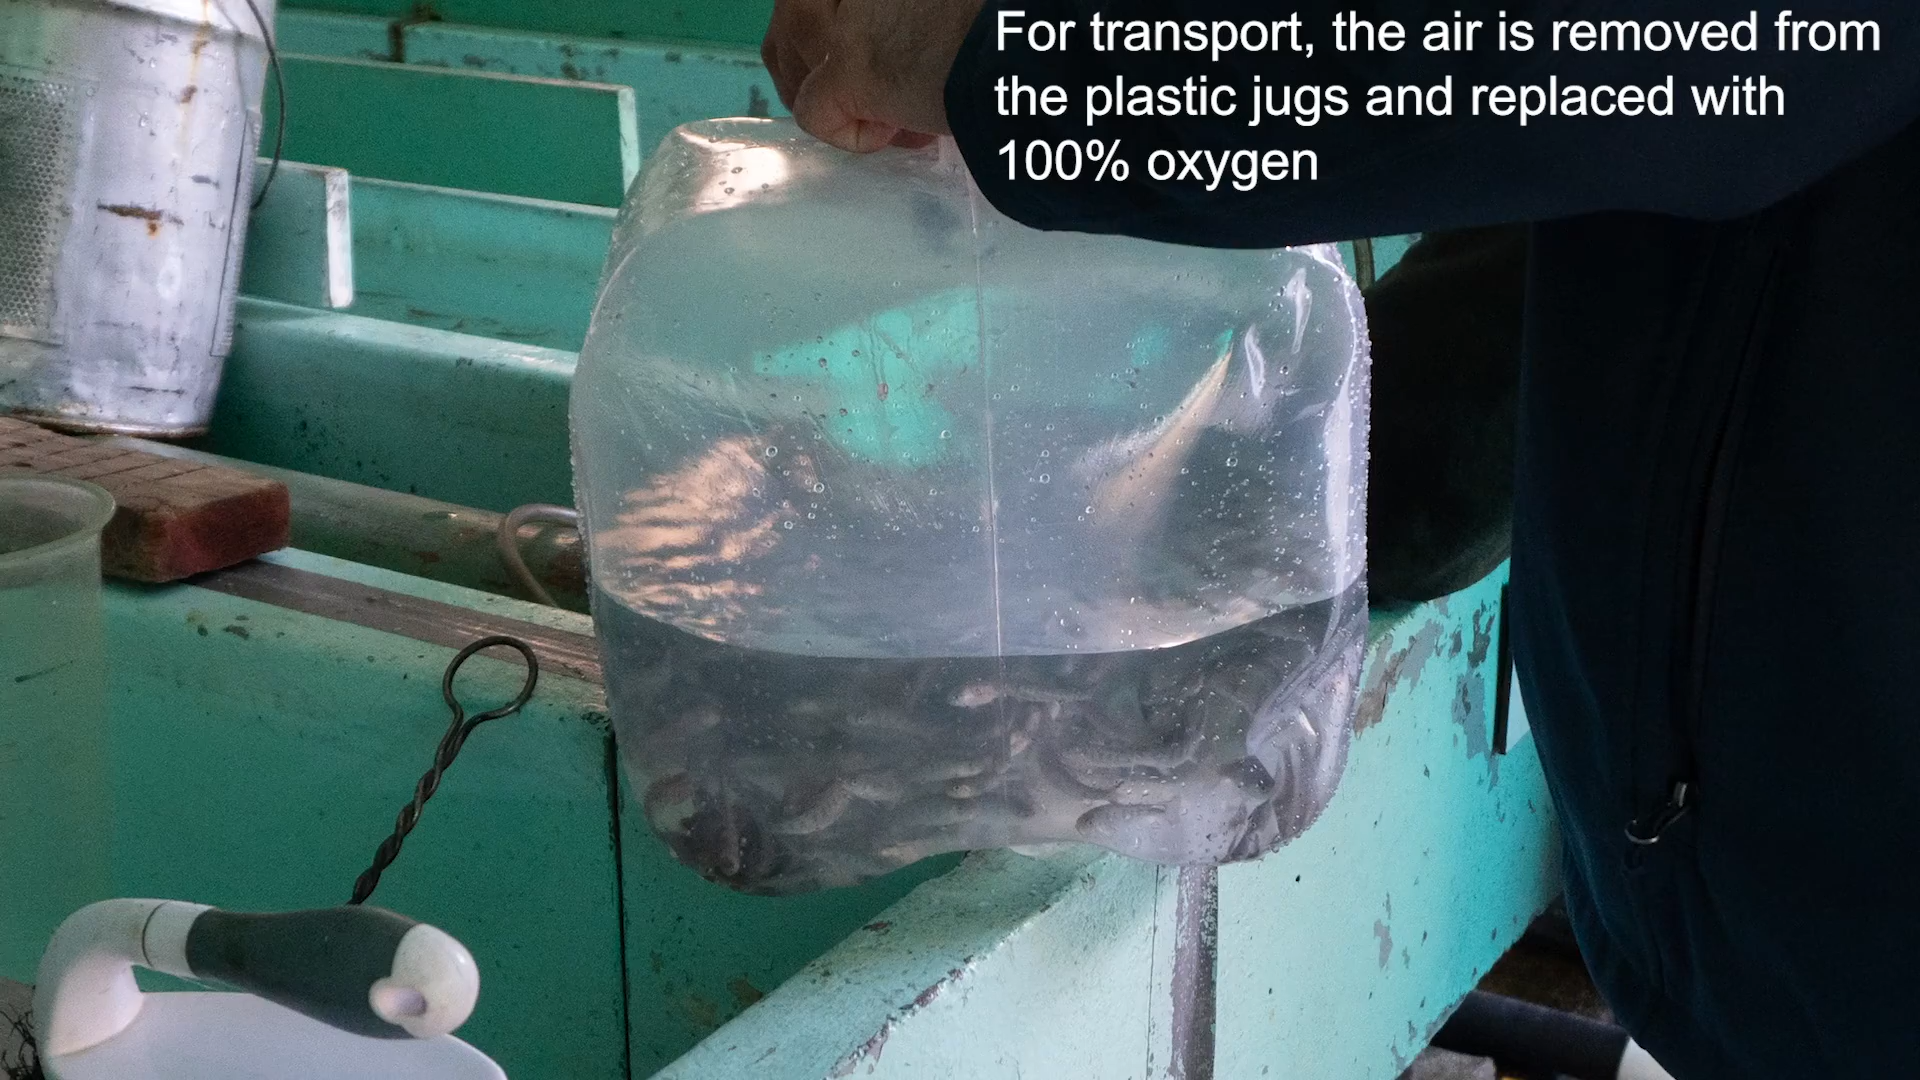 For transport, the air is removed from
the plastic jugs and replaced with
100% oxygen